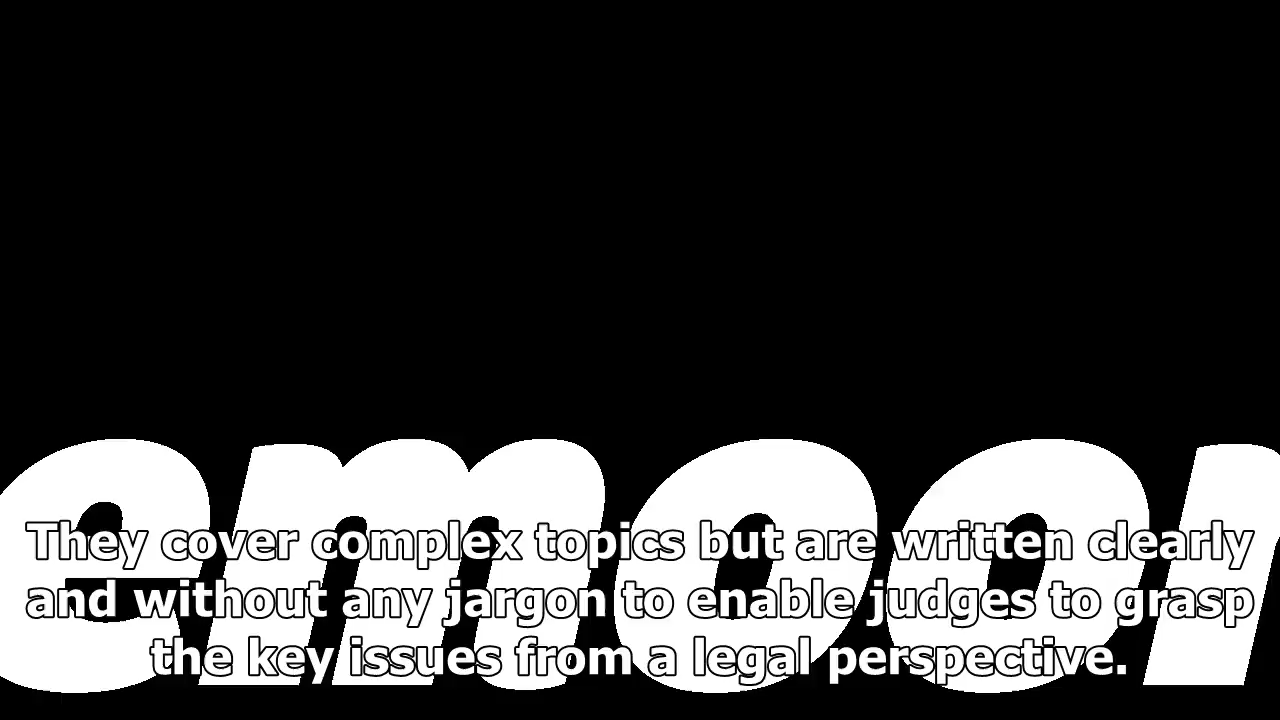 emoor
They cover complex topics but are written clearly
and without any jargon to enable judges to grasp
the key issues from a legal perspective.